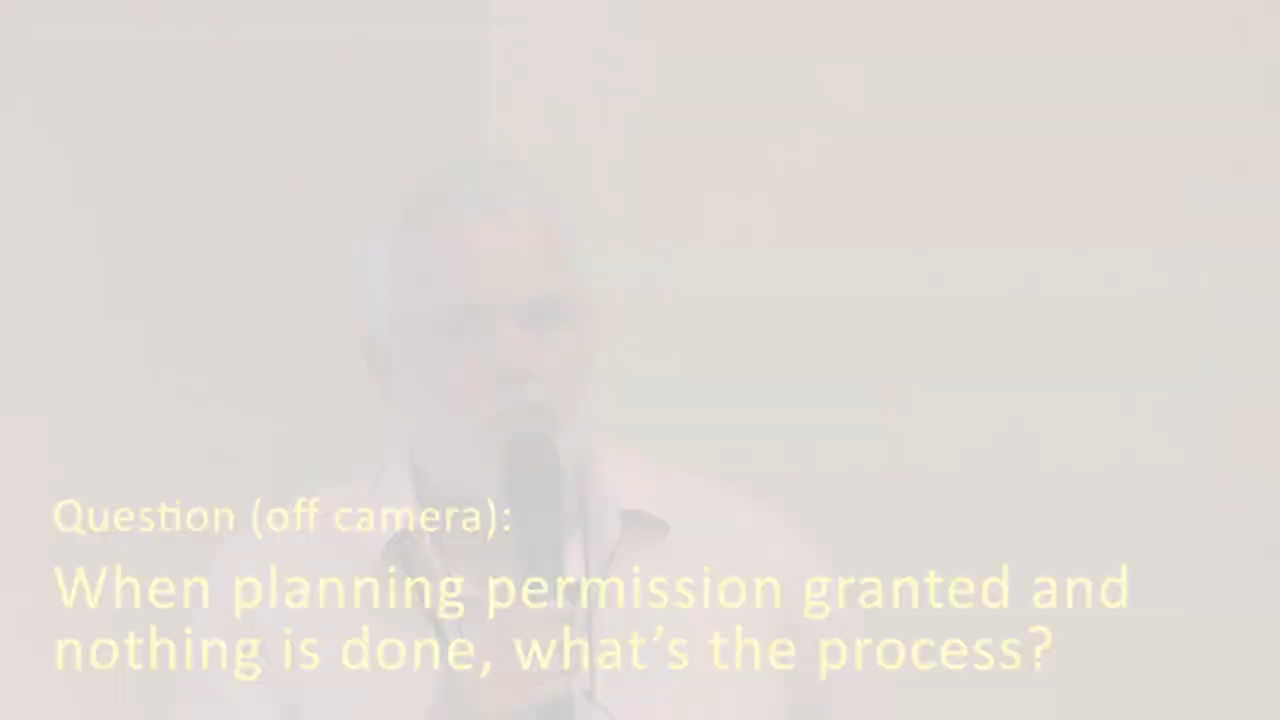 Question (off camera):
When planning permission granted and
nothing is done, what’s the process?